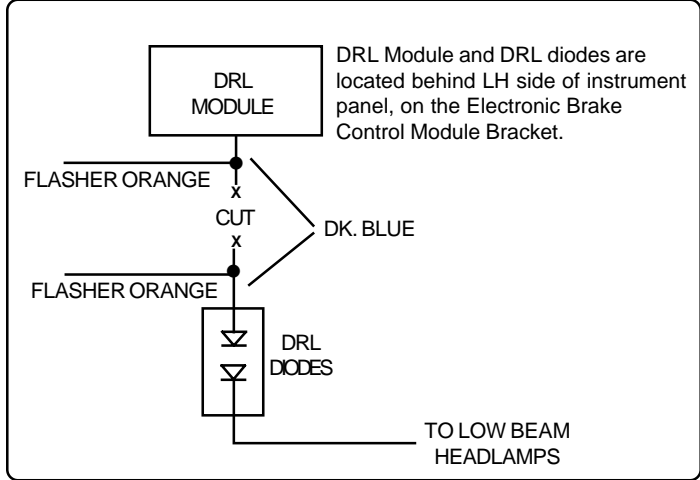 DRL
MODULE
DRL Module and DRL diodes are
located behind LH side of instrument
panel, on the Electronic Brake
Control Module Bracket.
FLASHER ORANGE
x
CUT
x
DK. BLUE
FLASHER ORANGE
DRL
DIODES
TO LOW BEAM
HEADLAMPS